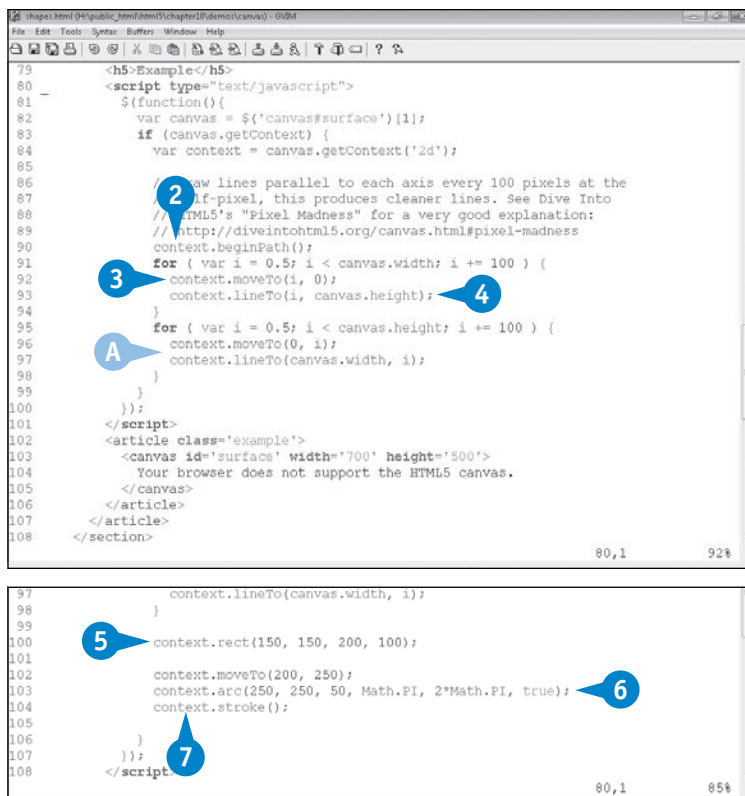 shapes.html (H:\public_html\html5\chapter10\demos\canvas) - GVIM
File Edit Tools Syntax Buffers Window Help
79 <h5>Example</h5>
80 <script type="text/javascript">
81 $(function(){
82 var canvas = $('canvas#surface')[1];
83 if (canvas.getContext) {
84 var context = canvas.getContext('2d');
85
86 // aw lines parallel to each axis every 100 pixels at the
87 lf-pixel, this produces cleaner lines. See Dive Into
2
88 // HTML5's "Pixel Madness" for a very good explanation:
89 // http://diveintohtml5.org/canvas.html#pixel-madness
90 context.beginPath();
91 for ( var i = 0.5; i < canvas.width; i += 100 ) {
3
92 context.moveTo(i, 0);
93 context.lineTo(i, canvas.height);
4
94 }
95 for ( var i = 0.5; i < canvas.height; i += 100 ) {
A
96 context.moveTo(0, i);
97 context.lineTo(canvas.width, i);
98 }
99 }
100 });
101 </script>
102 <article class='example'>
103 <canvas id='surface' width='700' height='500'>
104 Your browser does not support the HTML5 canvas.
105 </canvas>
106 </article>
107 </article>
108 </section>
80,1 92%
97 context.lineTo(canvas.width, i);
98 }
99
5
100 context.rect(150, 150, 200, 100);
101
102 context.moveTo(200, 250);
103 context.arc(250, 250, 50, Math.PI, 2*Math.PI, true);
6
104 context.stroke();
105
106 }
107 });
7
108 </script
80,1 85%